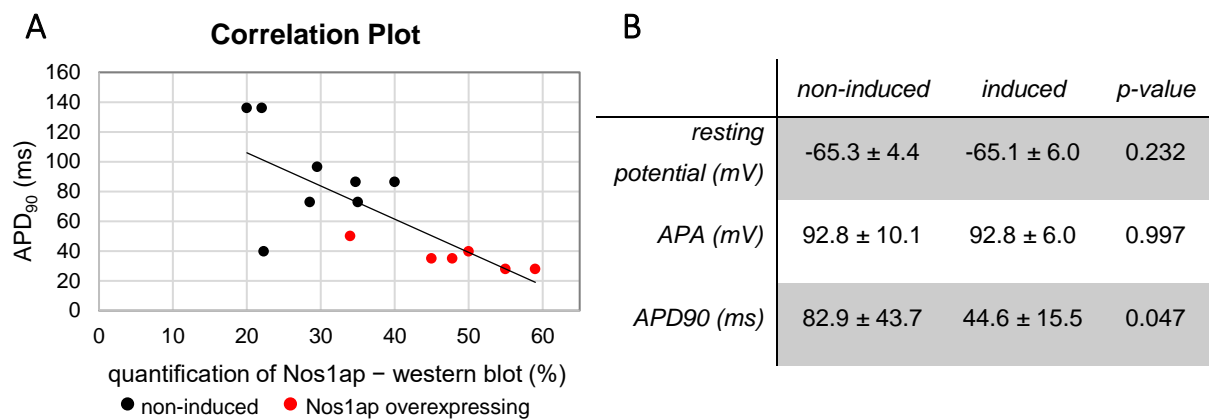 A
Correlation Plot
160
140
120
100
80
60
40
20
0
APD90 (ms)
0 10 20 30 40 50 60
quantification of Nos1ap − western blot (%)
non-induced Nos1ap overexpressing
B
non-induced induced p-value
resting
potential (mV) -65.3 ± 4.4 -65.1 ± 6.0 0.232
APA (mV) 92.8 ± 10.1 92.8 ± 6.0 0.997
APD90 (ms) 82.9 ± 43.7 44.6 ± 15.5 0.047